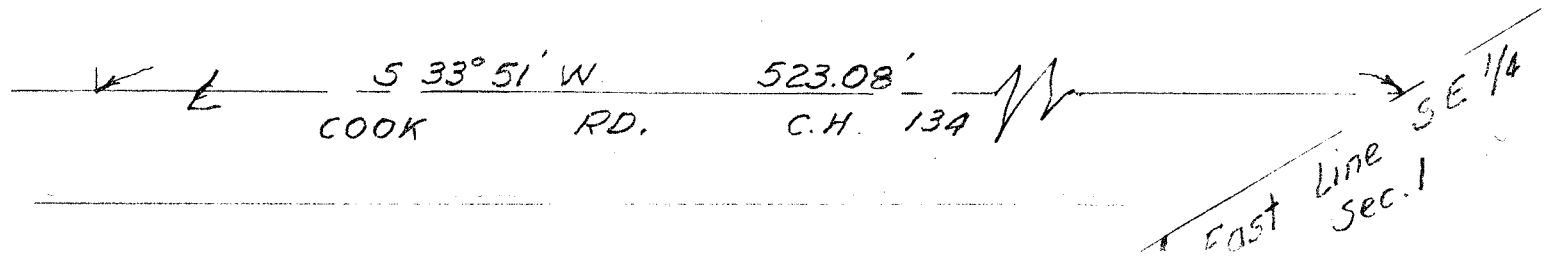 ℄ S 33° 51' W 523.08'
COOK RD. C.H. 134
East Line SE 1/4
Sec. 1